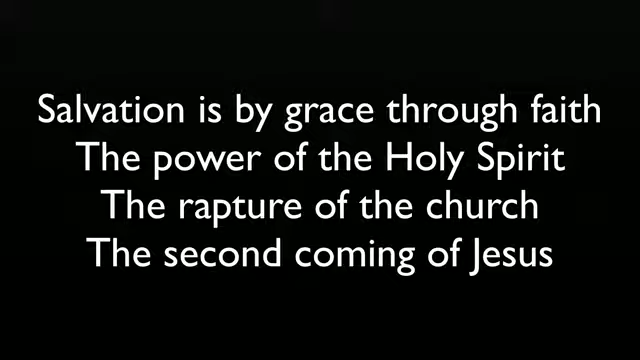 Salvation is by grace through faith
The power of the Holy Spirit
The rapture of the church
The second coming of Jesus